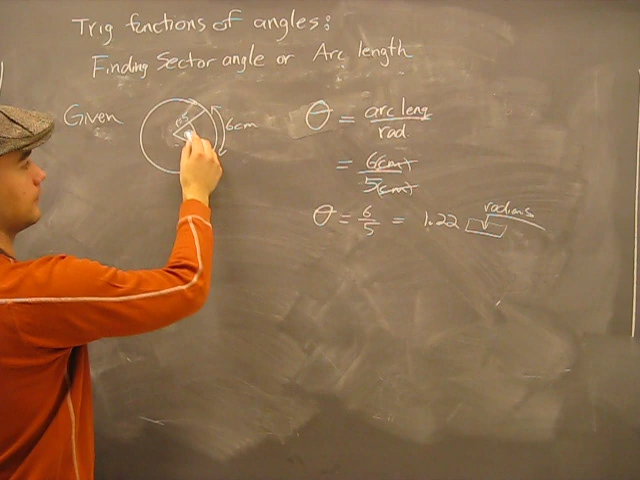 Trig functions of angles:
Finding Sector angle or Arc length
Given
6cm
θ = arc leng / rad.
= 6cm / 5cm
θ = 6/5 = 1.22
radians